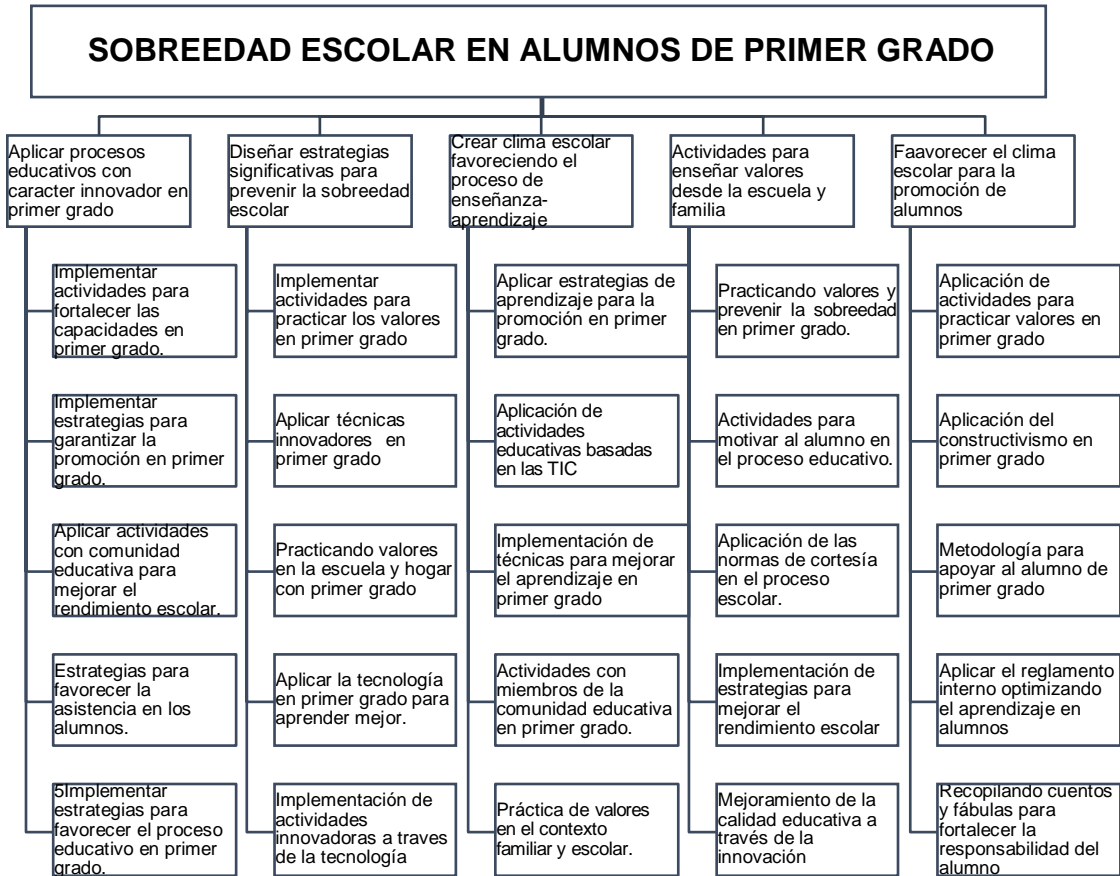 SOBREEDAD ESCOLAR EN ALUMNOS DE PRIMER GRADO
Aplicar procesos
educativos con
caracter innovador en
primer grado
Implementar
actividades para
fortalecer las
capacidades en
primer grado.
Implementar
estrategias para
garantizar la
promoción en primer
grado.
Aplicar actividades
con comunidad
educativa para
mejorar el
rendimiento escolar.
Estrategias para
favorecer la
asistencia en los
alumnos.
5Implementar
estrategias para
favorecer el proceso
educativo en primer
grado.
Diseñar estrategias
significativas para
prevenir la sobreedad
escolar
Implementar
actividades para
practicar los valores
en primer grado
Aplicar técnicas
innovadores en
primer grado
Practicando valores
en la escuela y hogar
con primer grado
Aplicar la tecnología
en primer grado para
aprender mejor.
Implementación de
actividades
innovadoras a traves
de la tecnología
Crear clima escolar
favoreciendo el
proceso de
enseñanza-
aprendizaje
Aplicar estrategias de
aprendizaje para la
promoción en primer
grado.
Aplicación de
actividades
educativas basadas
en las TIC
Implementación de
técnicas para mejorar
el aprendizaje en
primer grado
Actividades con
miembros de la
comunidad educativa
en primer grado.
Práctica de valores
en el contexto
familiar y escolar.
Actividades para
enseñar valores
desde la escuela y
familia
Practicando valores y
prevenir la sobreedad
en primer grado.
Actividades para
motivar al alumno en
el proceso educativo.
Aplicación de las
normas de cortesía
en el proceso
escolar.
Implementación de
estrategias para
mejorar el
rendimiento escolar
Mejoramiento de la
calidad educativa a
través de la
innovación
Faavorecer el clima
escolar para la
promoción de
alumnos
Aplicación de
actividades para
practicar valores en
primer grado
Aplicación del
constructivismo en
primer grado
Metodología para
apoyar al alumno de
primer grado
Aplicar el reglamento
interno optimizando
el aprendizaje en
alumnos
Recopilando cuentos
y fábulas para
fortalecer la
responsabilidad del
alumno